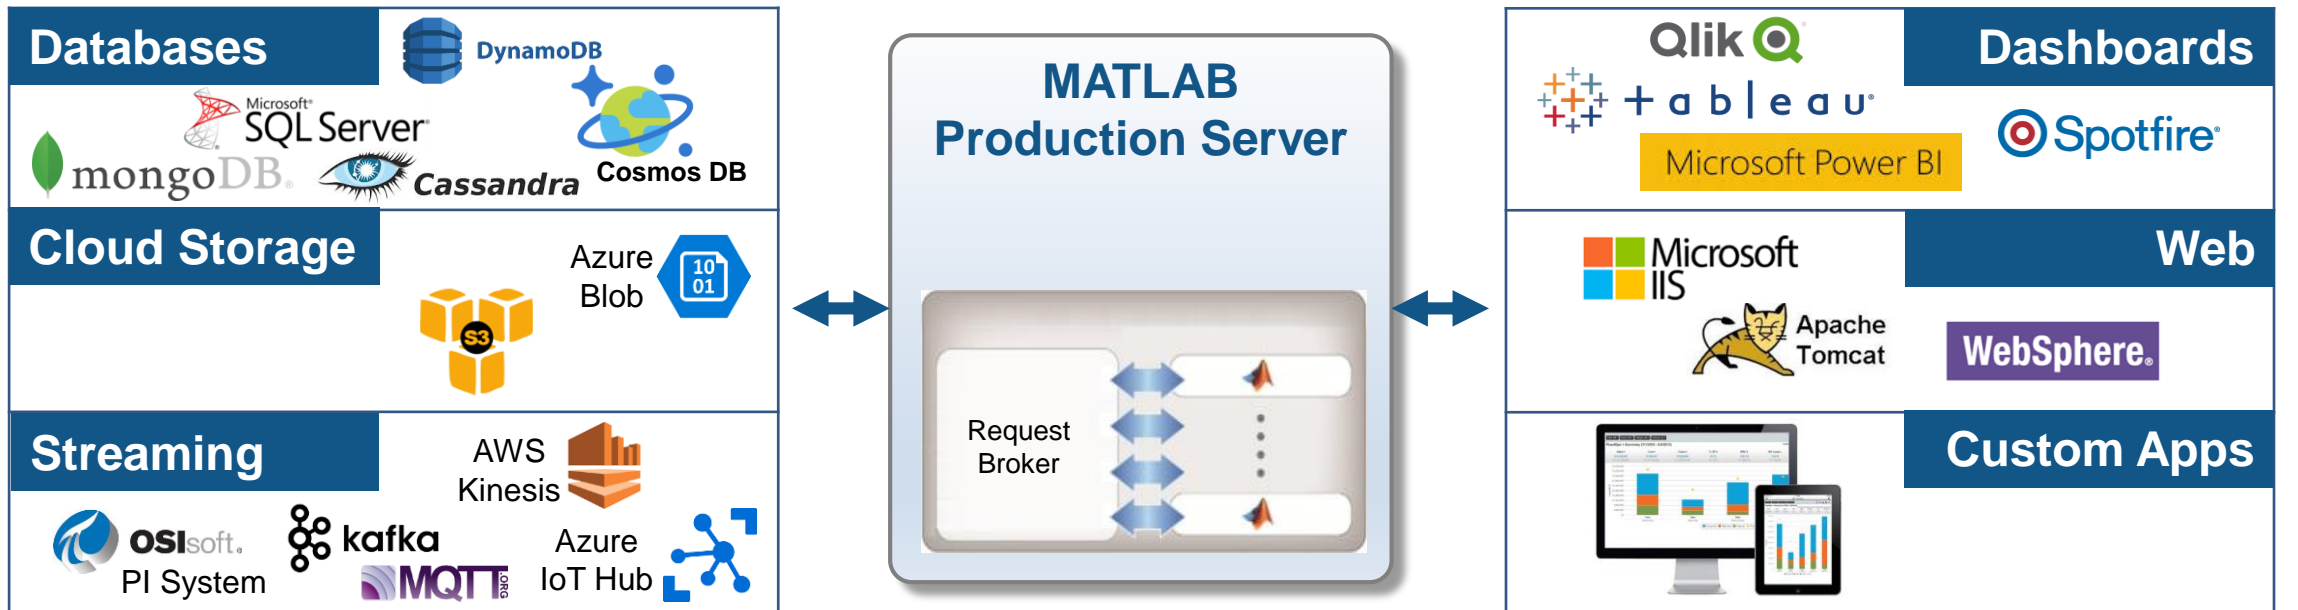 Databases
DynamoDB
Microsoft®
SQL Server®
mongoDB®
Cassandra
Cosmos DB
Cloud Storage
Azure
Blob
10
01
S3
Streaming
AWS
Kinesis
OSIsoft®
PI System
kafka
MQTT.ORG
Azure
IoT Hub
MATLAB
Production Server
Request
Broker
Qlik
Dashboards
+ableau®
Spotfire®
Microsoft Power BI
Web
Microsoft
IIS
Apache
Tomcat
WebSphere®
Custom Apps